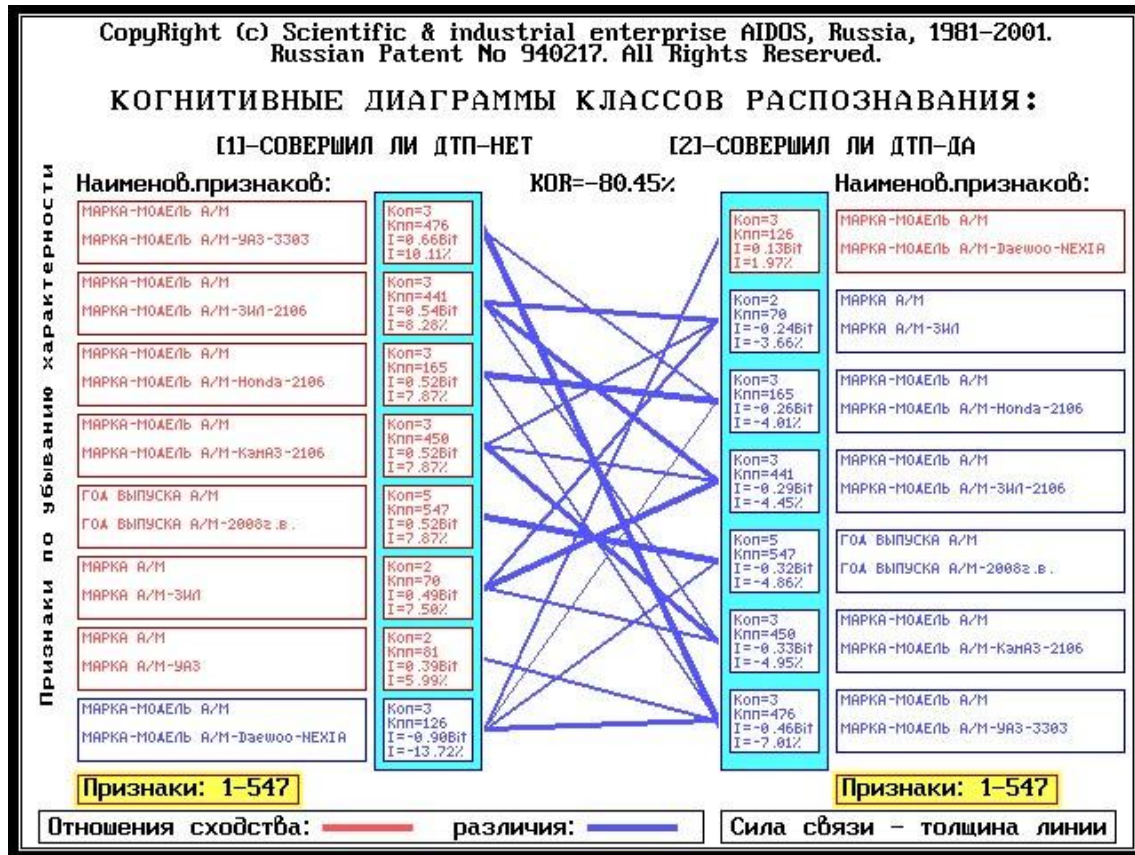 CopyRight (c) Scientific & industrial enterprise AIDOS, Russia, 1981-2001.
Russian Patent No 940217. All Rights Reserved.
КОГНИТИВНЫЕ ДИАГРАММЫ КЛАССОВ РАСПОЗНАВАНИЯ:
[1]-СОВЕРШИЛ ЛИ ДТП-НЕТ
[2]-СОВЕРШИЛ ЛИ ДТП-ДА
Признаки по убыванию характерности
Наименов.признаков:
KOR=-80.45%
Наименов.признаков:
МАРКА-МОДЕЛЬ А/М
МАРКА-МОДЕЛЬ А/М-УАЗ-3303
Коп=3
Кпп=476
I=0.66Bit
I=10.11%
МАРКА-МОДЕЛЬ А/М
МАРКА-МОДЕЛЬ А/М-ЗИЛ-2106
Коп=3
Кпп=441
I=0.54Bit
I=8.28%
МАРКА-МОДЕЛЬ А/М
МАРКА-МОДЕЛЬ А/М-Honda-2106
Коп=3
Кпп=165
I=0.52Bit
I=7.87%
МАРКА-МОДЕЛЬ А/М
МАРКА-МОДЕЛЬ А/М-КамАЗ-2106
Коп=3
Кпп=450
I=0.52Bit
I=7.87%
ГОД ВЫПУСКА А/М
ГОД ВЫПУСКА А/М-2008г.в.
Коп=5
Кпп=547
I=0.52Bit
I=7.87%
МАРКА А/М
МАРКА А/М-ЗИЛ
Коп=2
Кпп=70
I=0.49Bit
I=7.50%
МАРКА А/М
МАРКА А/М-УАЗ
Коп=2
Кпп=81
I=0.39Bit
I=5.99%
МАРКА-МОДЕЛЬ А/М
МАРКА-МОДЕЛЬ А/М-Daewoo-NEXIA
Коп=3
Кпп=126
I=-0.90Bit
I=-13.72%
Признаки: 1-547
Коп=3
Кпп=126
I=0.13Bit
I=1.97%
МАРКА-МОДЕЛЬ А/М
МАРКА-МОДЕЛЬ А/М-Daewoo-NEXIA
Коп=2
Кпп=70
I=-0.24Bit
I=-3.66%
МАРКА А/М
МАРКА А/М-ЗИЛ
Коп=3
Кпп=165
I=-0.26Bit
I=-4.01%
МАРКА-МОДЕЛЬ А/М
МАРКА-МОДЕЛЬ А/М-Honda-2106
Коп=3
Кпп=441
I=-0.29Bit
I=-4.45%
МАРКА-МОДЕЛЬ А/М
МАРКА-МОДЕЛЬ А/М-ЗИЛ-2106
Коп=5
Кпп=547
I=-0.32Bit
I=-4.86%
ГОД ВЫПУСКА А/М
ГОД ВЫПУСКА А/М-2008г.в.
Коп=3
Кпп=450
I=-0.33Bit
I=-4.95%
МАРКА-МОДЕЛЬ А/М
МАРКА-МОДЕЛЬ А/М-КамАЗ-2106
Коп=3
Кпп=476
I=-0.46Bit
I=-7.01%
МАРКА-МОДЕЛЬ А/М
МАРКА-МОДЕЛЬ А/М-УАЗ-3303
Признаки: 1-547
Отношения сходства:
различия:
Сила связи - толщина линии